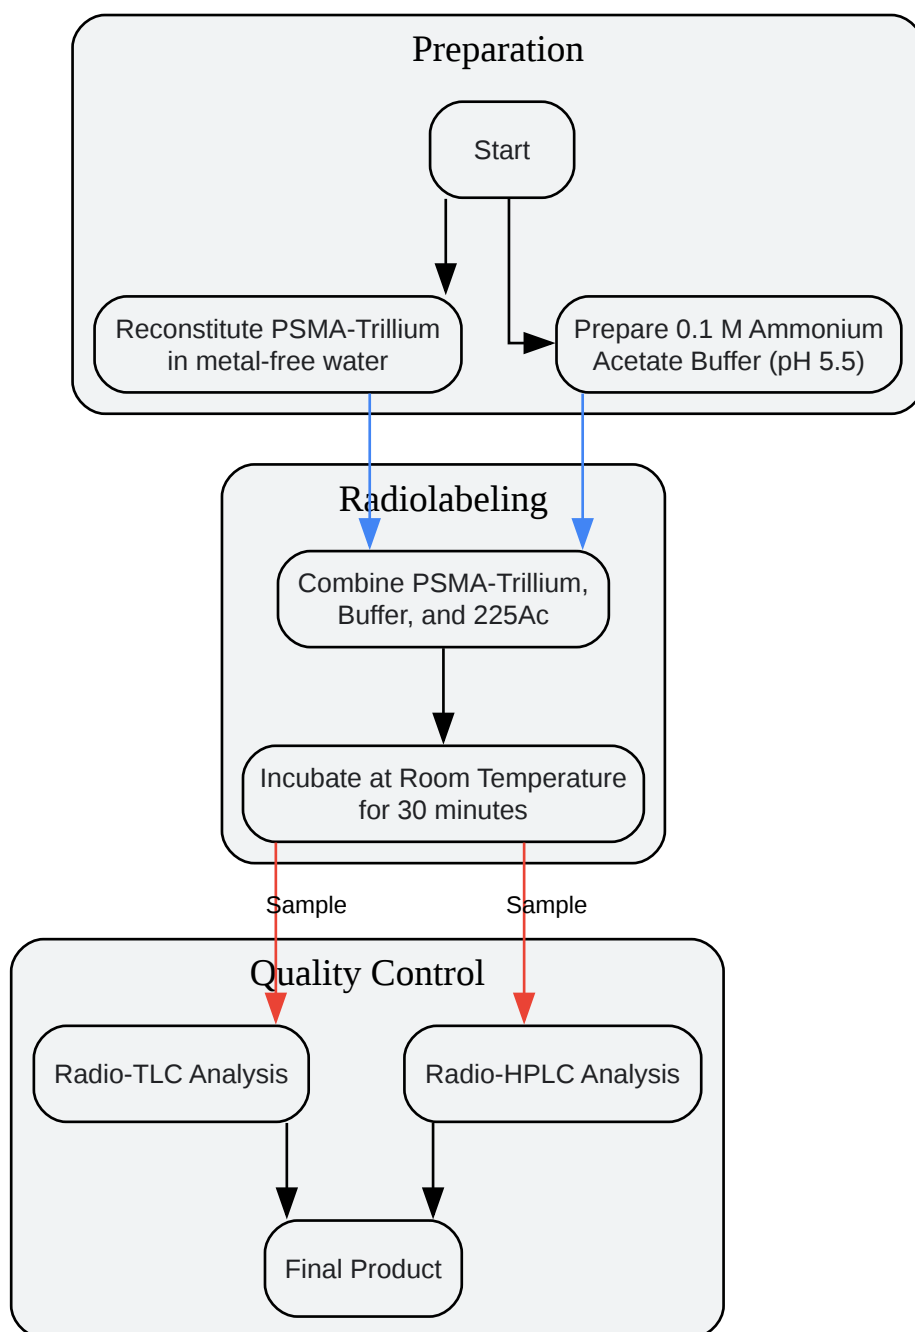 Preparation
Start
Reconstitute PSMA-Trillium
in metal-free water
Prepare 0.1 M Ammonium
Acetate Buffer (pH 5.5)
Radiolabeling
Combine PSMA-Trillium,
Buffer, and 225Ac
Incubate at Room Temperature
for 30 minutes
Sample
Sample
Quality Control
Radio-TLC Analysis
Radio-HPLC Analysis
Final Product